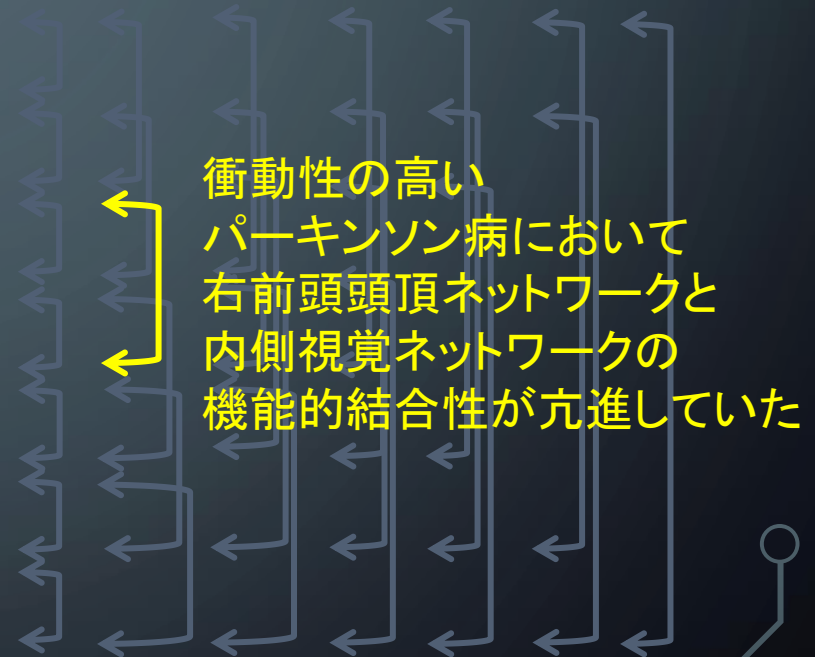 衝動性の高い
パーキンソン病において
右前頭頭頂ネットワークと
内側視覚ネットワークの
機能的結合性が亢進していた